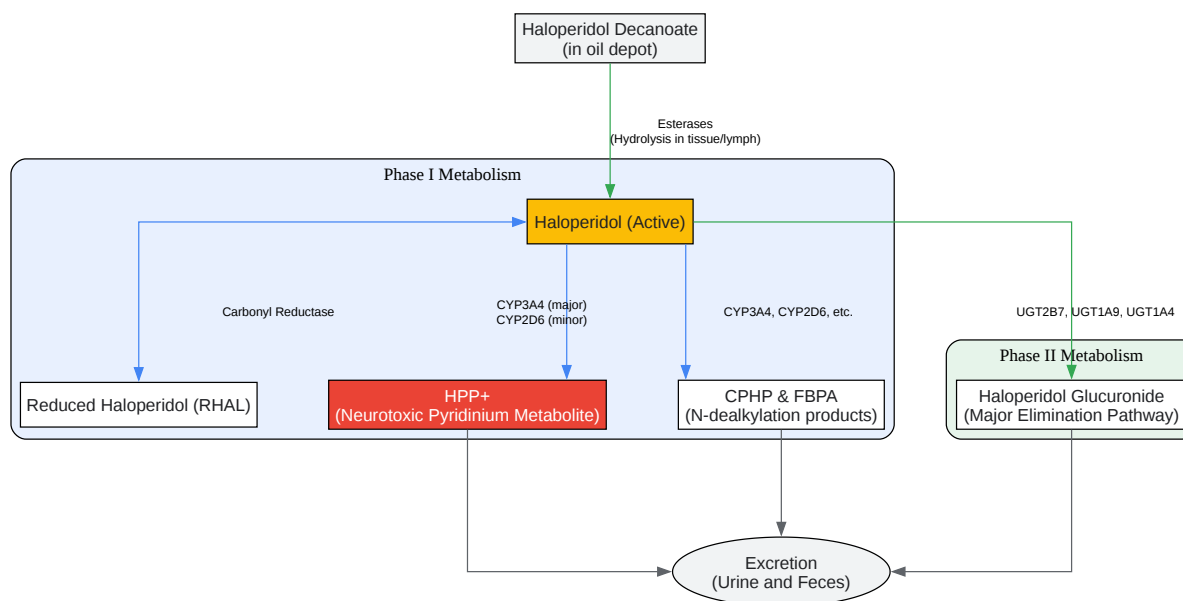 Haloperidol Decanoate
(in oil depot)
Esterases
(Hydrolysis in tissue/lymph)
Phase I Metabolism
Haloperidol (Active)
Carbonyl Reductase
CYP3A4 (major)
CYP2D6 (minor)
CYP3A4, CYP2D6, etc.
UGT2B7, UGT1A9, UGT1A4
Phase II Metabolism
Reduced Haloperidol (RHAL)
HPP+
(Neurotoxic Pyridinium Metabolite)
CPHP & FBPA
(N-dealkylation products)
Haloperidol Glucuronide
(Major Elimination Pathway)
Excretion
(Urine and Feces)